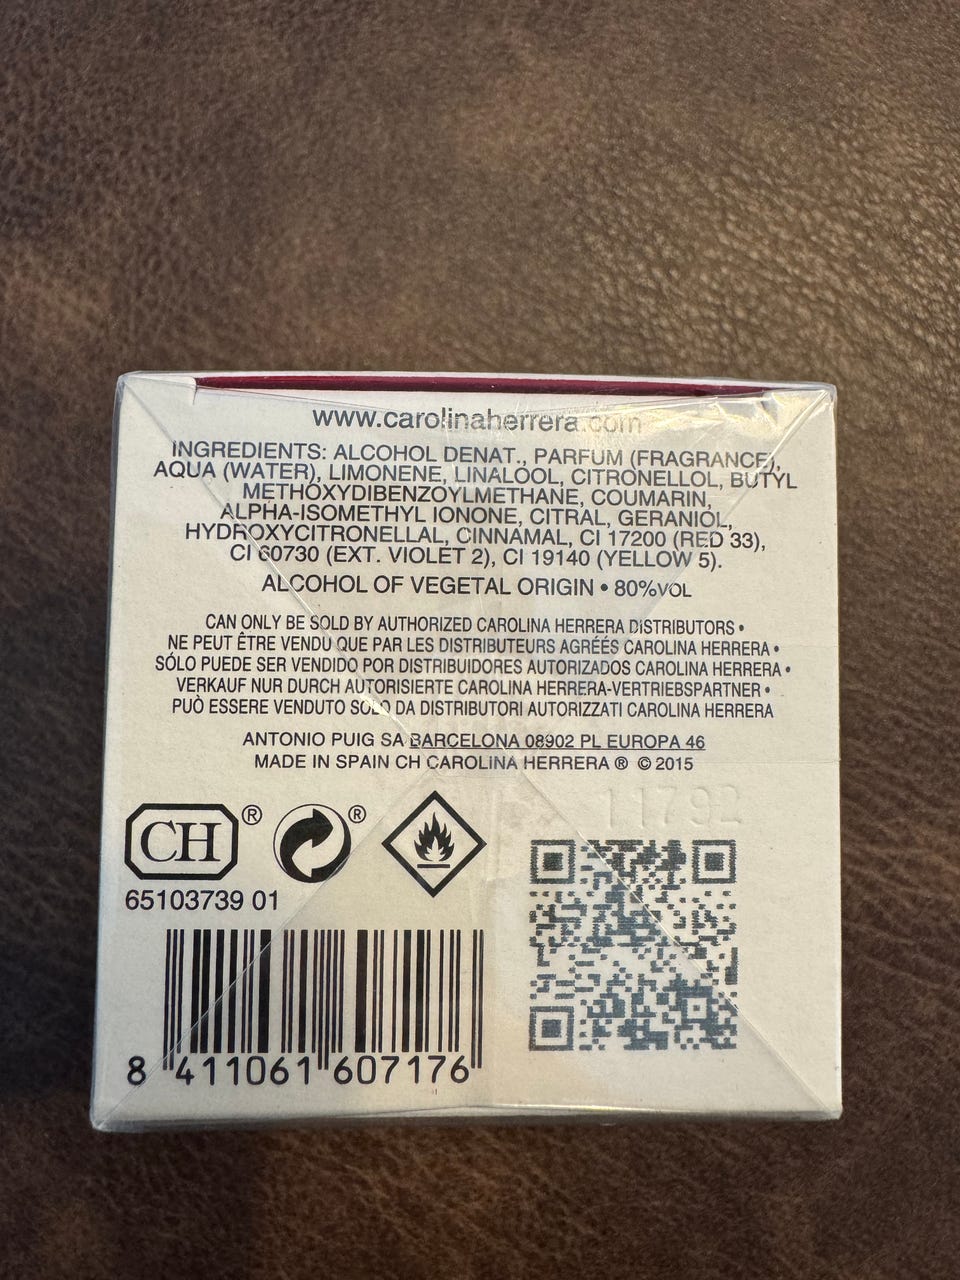 www.carolinaherrera.com
INGREDIENTS: ALCOHOL DENAT., PARFUM (FRAGRANCE),
AQUA (WATER), LIMONENE, LINALOOL, CITRONELLOL, BUTYL
METHOXYDIBENZOYLMETHANE, COUMARIN,
ALPHA-ISOMETHYL IONONE, CITRAL, GERANIOL,
HYDROXYCITRONELLAL, CINNAMAL, CI 17200 (RED 33),
CI 60730 (EXT. VIOLET 2), CI 19140 (YELLOW 5).
ALCOHOL OF VEGETAL ORIGIN • 80%VOL
CAN ONLY BE SOLD BY AUTHORIZED CAROLINA HERRERA DISTRIBUTORS •
NE PEUT ÊTRE VENDU QUE PAR LES DISTRIBUTEURS AGRÉÉS CAROLINA HERRERA •
SÓLO PUEDE SER VENDIDO POR DISTRIBUIDORES AUTORIZADOS CAROLINA HERRERA •
VERKAUF NUR DURCH AUTORISIERTE CAROLINA HERRERA-VERTRIEBSPARTNER •
PUÒ ESSERE VENDUTO SOLO DA DISTRIBUTORI AUTORIZZATI CAROLINA HERRERA
ANTONIO PUIG SA BARCELONA 08902 PL EUROPA 46
MADE IN SPAIN CH CAROLINA HERRERA ® © 2015
11792
CH ® ®
65103739 01
8 411061 607176